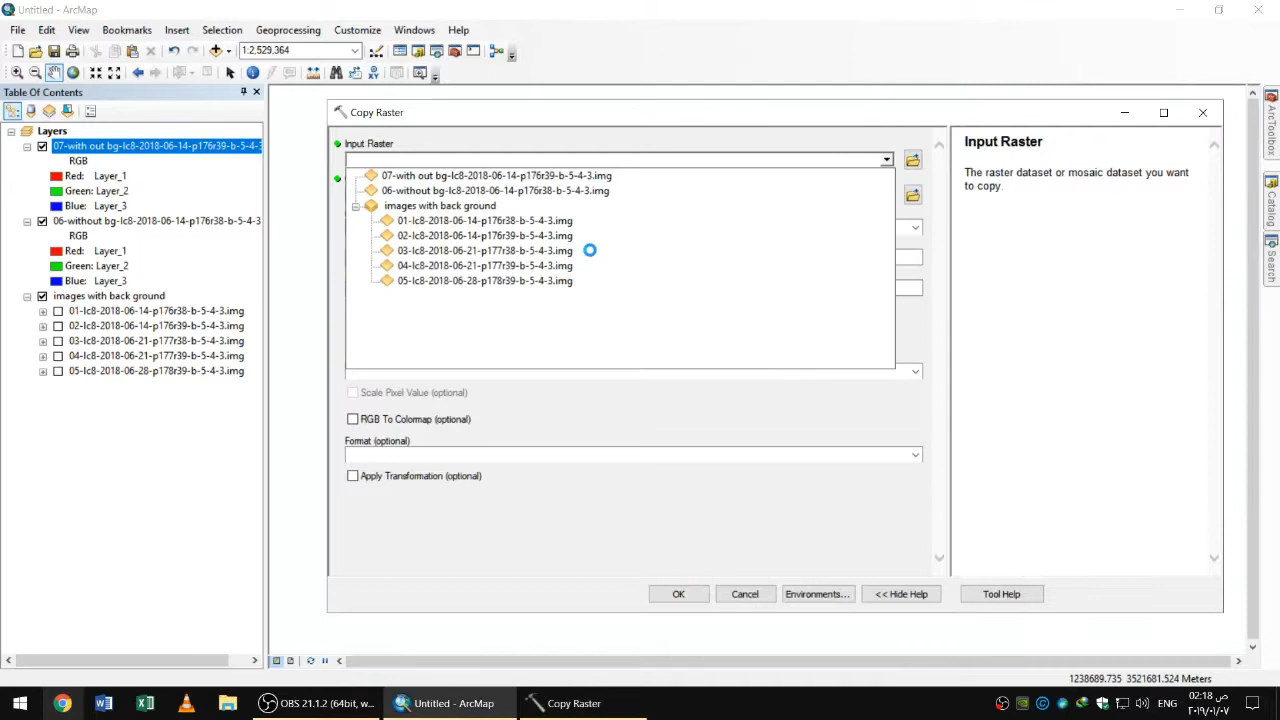 Untitled - ArcMap
File Edit View Bookmarks Insert Selection Geoprocessing Customize Windows Help
1:2,529,364
Table Of Contents
Layers
07-with out bg-lc8-2018-06-14-p176r39-b-5-4-3
RGB
Red: Layer_1
Green: Layer_2
Blue: Layer_3
06-without bg-lc8-2018-06-14-p176r39-b-5-4-3
RGB
Red: Layer_1
Green: Layer_2
Blue: Layer_3
images with back ground
01-lc8-2018-06-14-p176r38-b-5-4-3.img
02-lc8-2018-06-14-p176r39-b-5-4-3.img
03-lc8-2018-06-21-p177r38-b-5-4-3.img
04-lc8-2018-06-21-p177r39-b-5-4-3.img
05-lc8-2018-06-28-p178r39-b-5-4-3.img
Copy Raster
Input Raster
07-with out bg-lc8-2018-06-14-p176r39-b-5-4-3.img
06-without bg-lc8-2018-06-14-p176r39-b-5-4-3.img
images with back ground
01-lc8-2018-06-14-p176r38-b-5-4-3.img
02-lc8-2018-06-14-p176r39-b-5-4-3.img
03-lc8-2018-06-21-p177r38-b-5-4-3.img
04-lc8-2018-06-21-p177r39-b-5-4-3.img
05-lc8-2018-06-28-p178r39-b-5-4-3.img
Scale Pixel Value (optional)
RGB To Colormap (optional)
Format (optional)
Apply Transformation (optional)
OK Cancel Environments... << Hide Help Tool Help
Input Raster
The raster dataset or mosaic dataset you want
to copy.
ArcToolbox
Catalog
Search
1238689.735 3521681.524 Meters
OBS 21.1.2 (64bit, w...
Untitled - ArcMap
Copy Raster
ENG
02:18 ص
٢٠١٩/٠١/٠٧